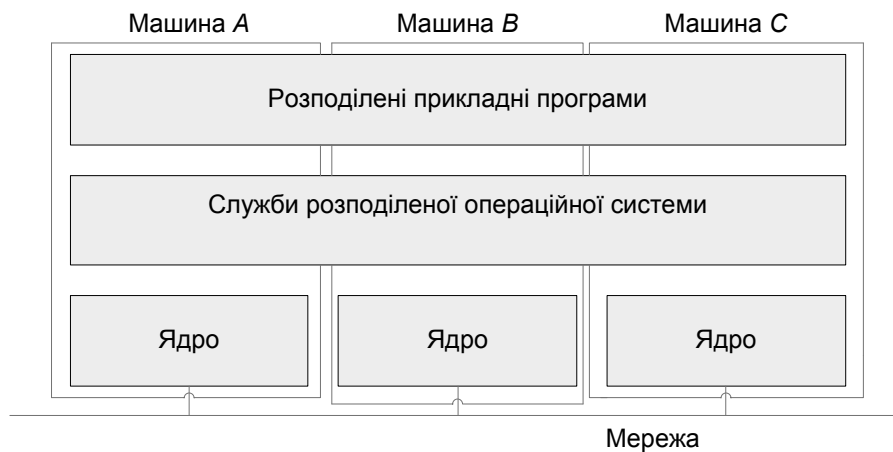 Машина A
Машина B
Машина C
Розподілені прикладні програми
Служби розподіленої операційної системи
Ядро
Ядро
Ядро
Мережа